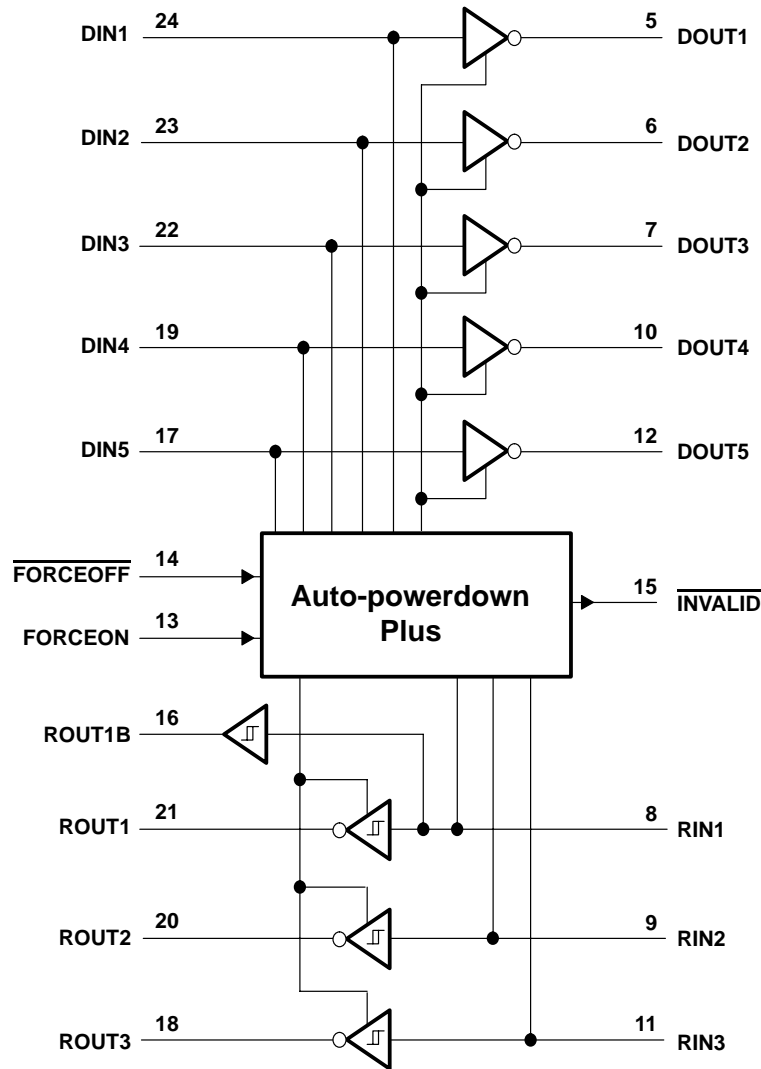 DIN1 24 5 DOUT1
DIN2 23 6 DOUT2
DIN3 22 7 DOUT3
DIN4 19 10 DOUT4
DIN5 17 12 DOUT5
FORCEOFF 14
15 INVALID
Auto-powerdown
Plus
FORCEON 13
ROUT1B 16
ROUT1 21 8 RIN1
ROUT2 20 9 RIN2
ROUT3 18 11 RIN3